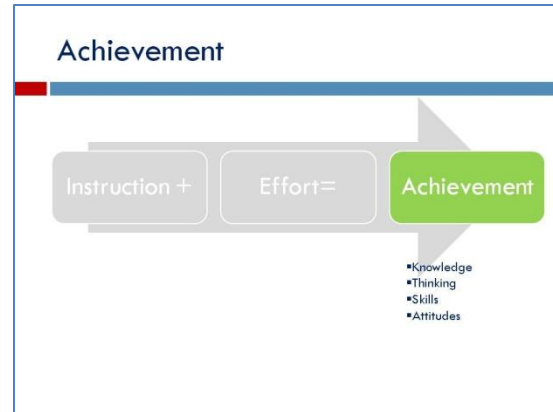 Achievement
Instruction + Effort= Achievement
▪Knowledge
▪Thinking
▪Skills
▪Attitudes